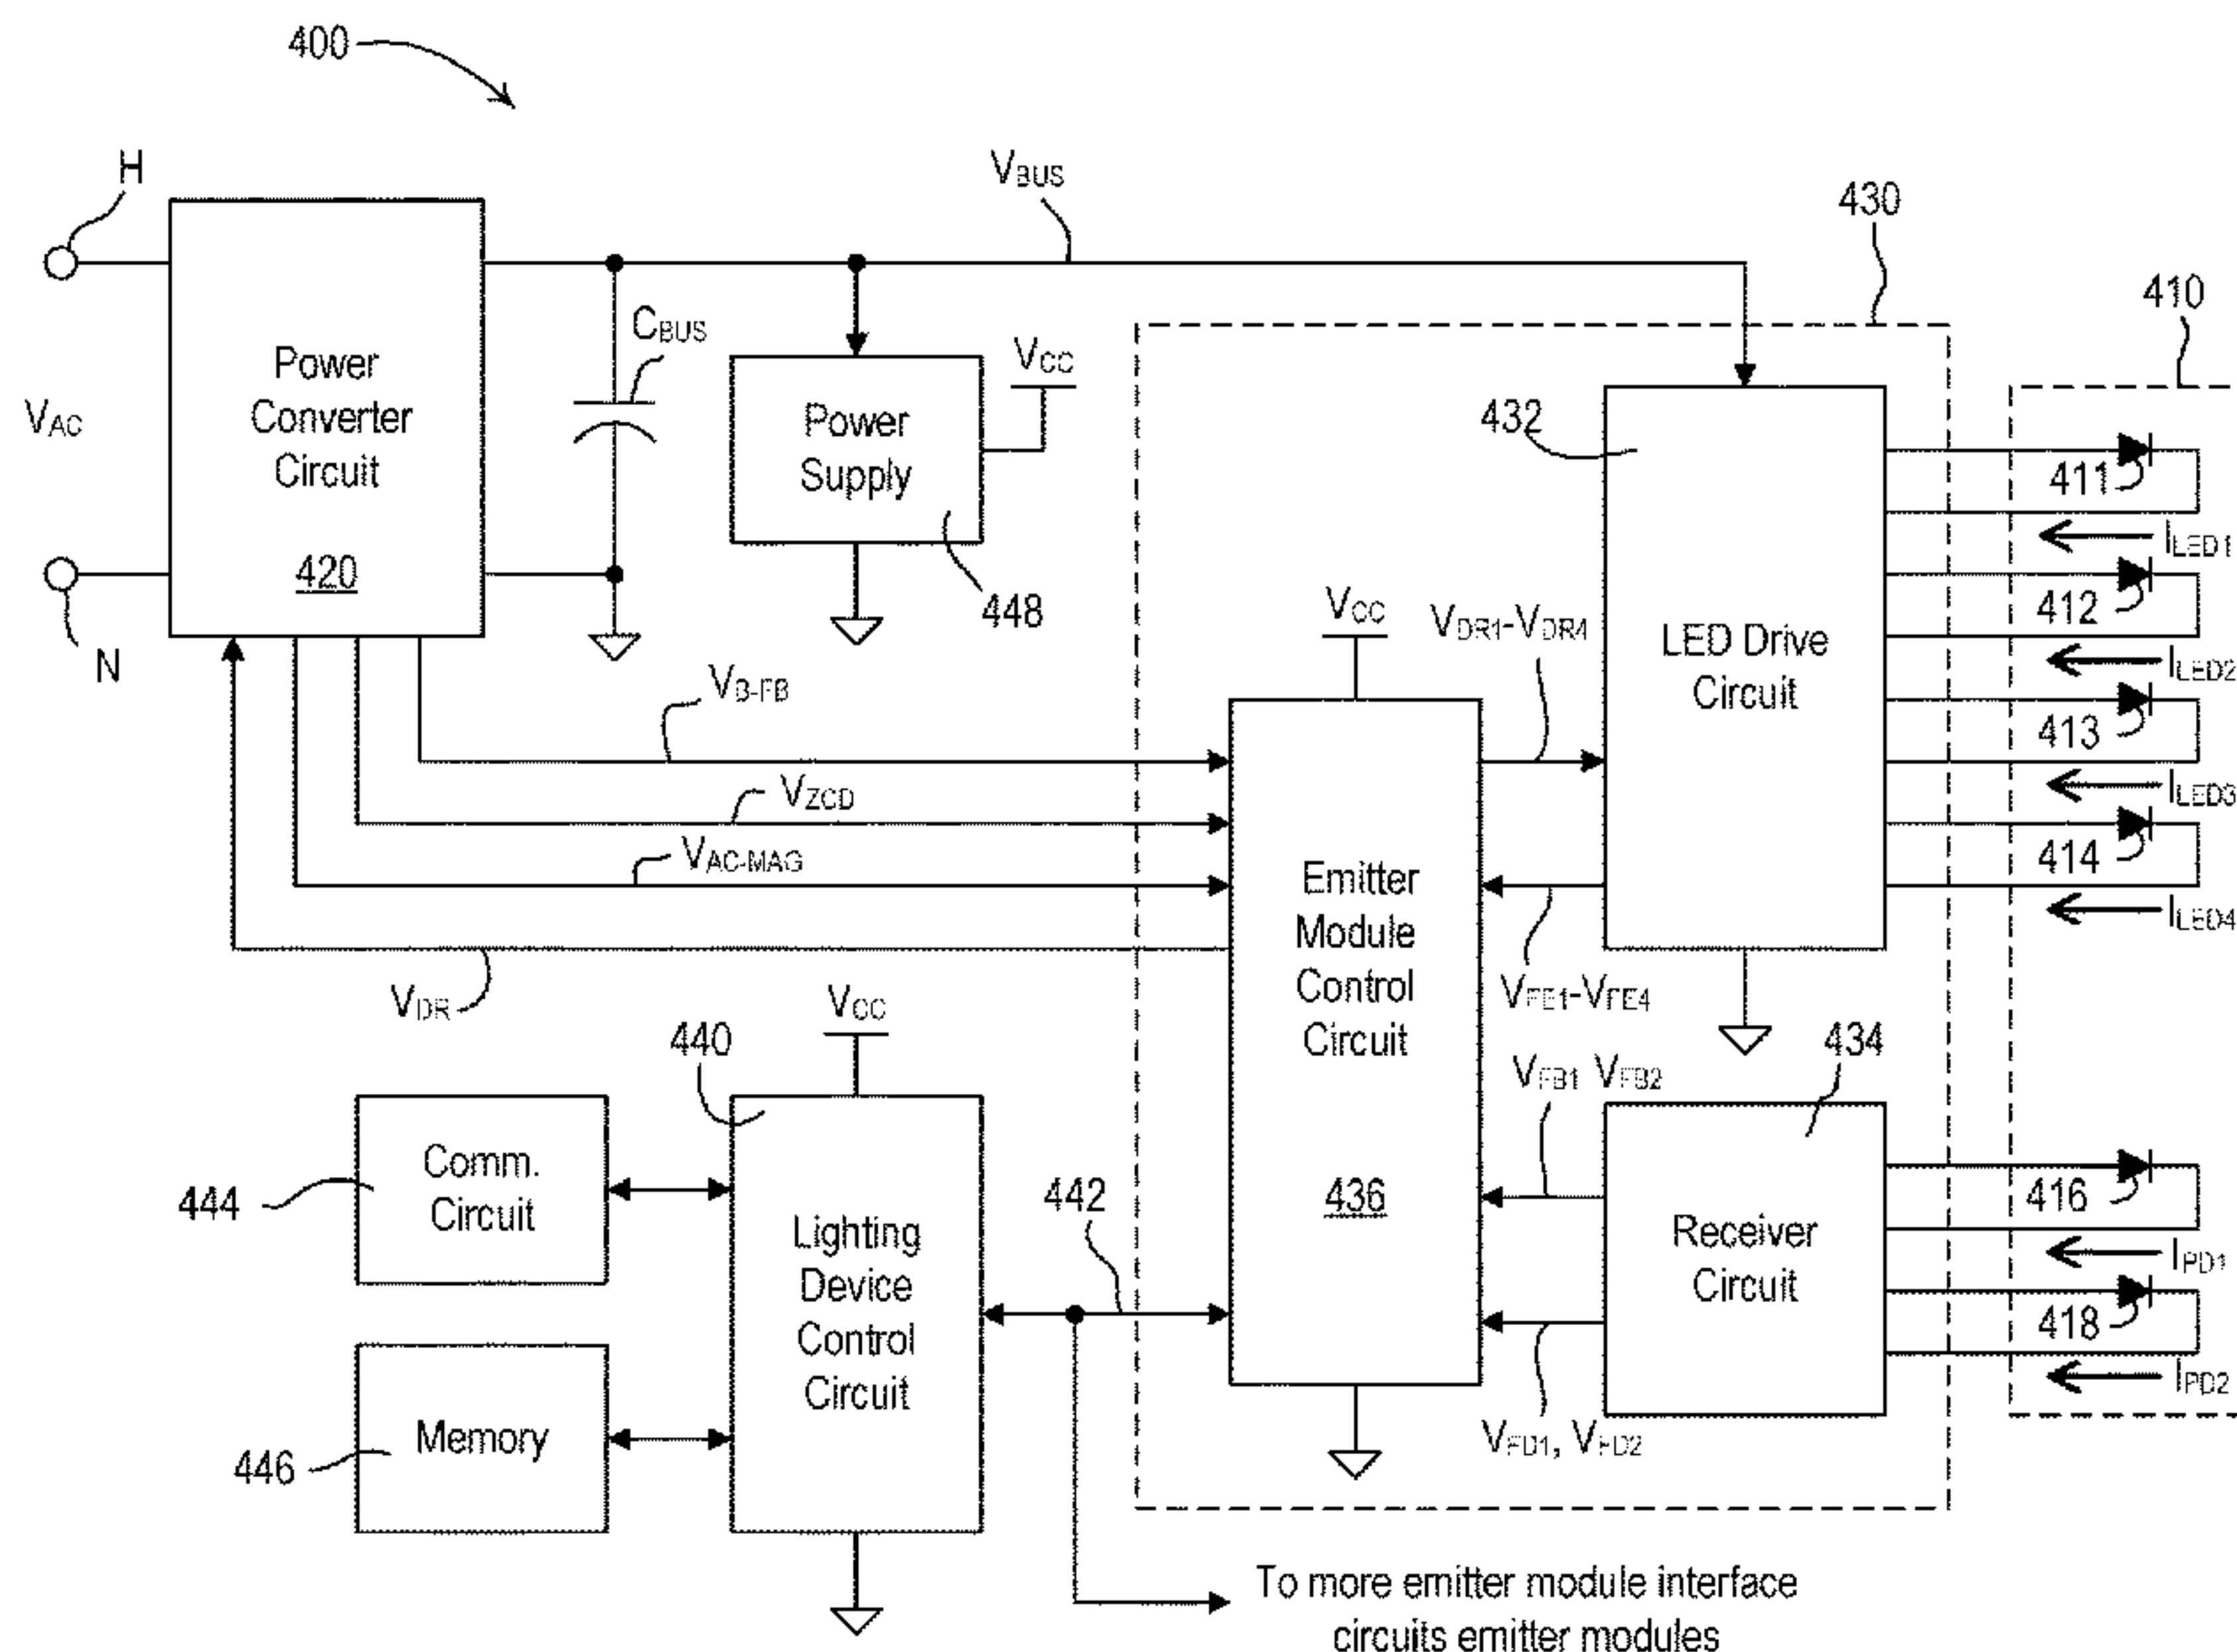 400
H
VBUS
430
410
CBUS
VCC
Power
Converter
Circuit
420
VAC
Power
Supply
448
432
411
ILED1
N
VCC
VDR1-VDR4
LED Drive
Circuit
412
ILED2
VB-FB
413
ILED3
VZCD
VAC-MAG
414
ILED4
Emitter
Module
Control
Circuit
436
VFE1-VFE4
VDR
VCC
440
434
VFB1 VFB2
444
Comm.
Circuit
Lighting
Device
Control
Circuit
442
Receiver
Circuit
416
IPD1
418
IPD2
446
Memory
To more emitter module interface
circuits emitter modules